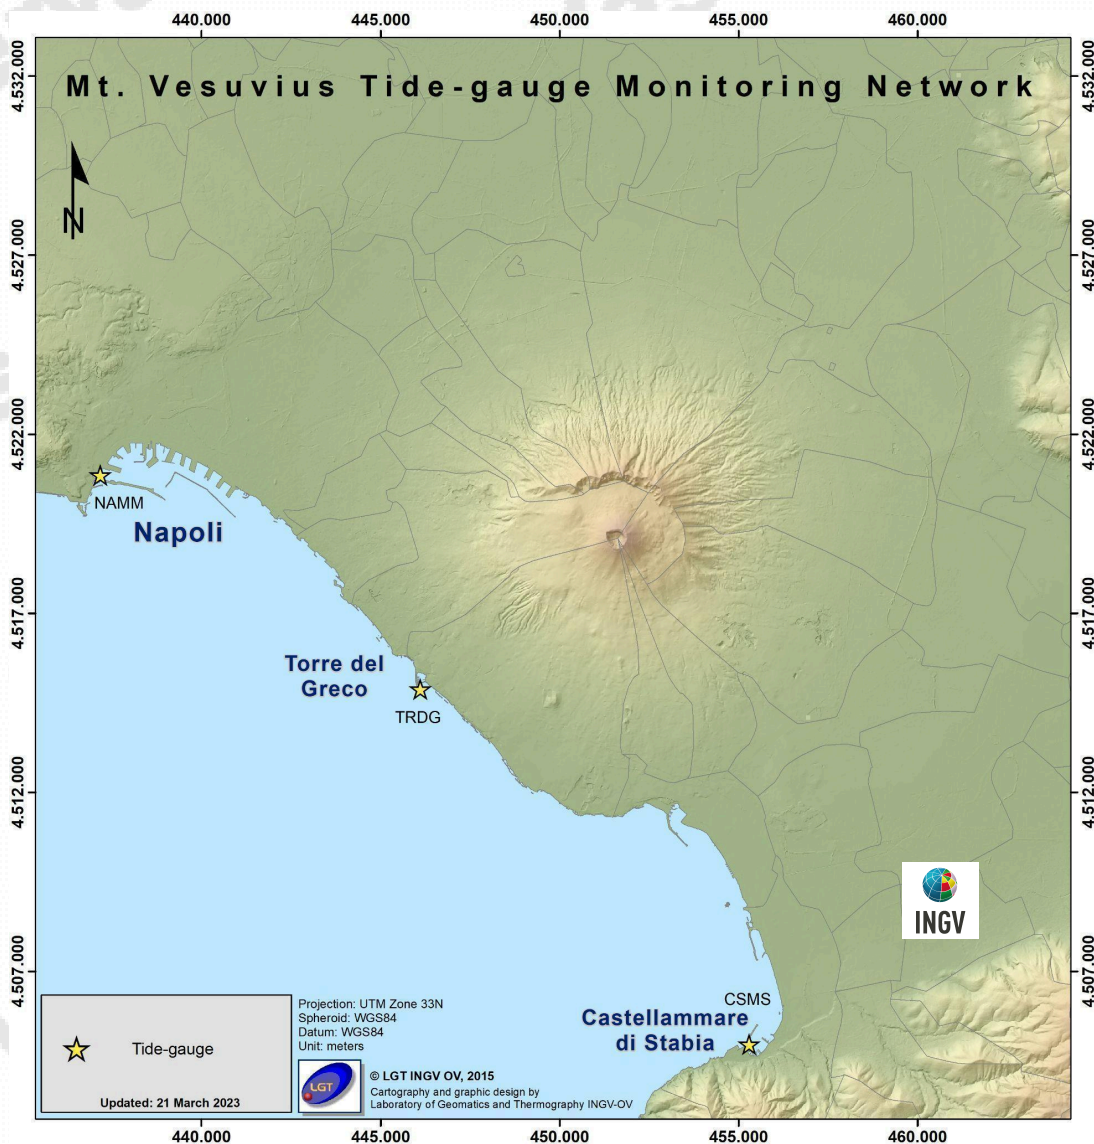 440.000 445.000 450.000 455.000 460.000
Mt. Vesuvius Tide-gauge Monitoring Network
4.532.000 4.532.000
N
4.527.000 4.527.000
4.522.000 4.522.000
NAMM
Napoli
4.517.000 4.517.000
Torre del
Greco
TRDG
4.512.000 4.512.000
INGV
4.507.000 4.507.000
CSMS
Castellammare
di Stabia
Tide-gauge
Updated: 21 March 2023
Projection: UTM Zone 33N
Spheroid: WGS84
Datum: WGS84
Unit: meters
LGT
© LGT INGV OV, 2015
Cartography and graphic design by
Laboratory of Geomatics and Thermography INGV-OV
440.000 445.000 450.000 455.000 460.000